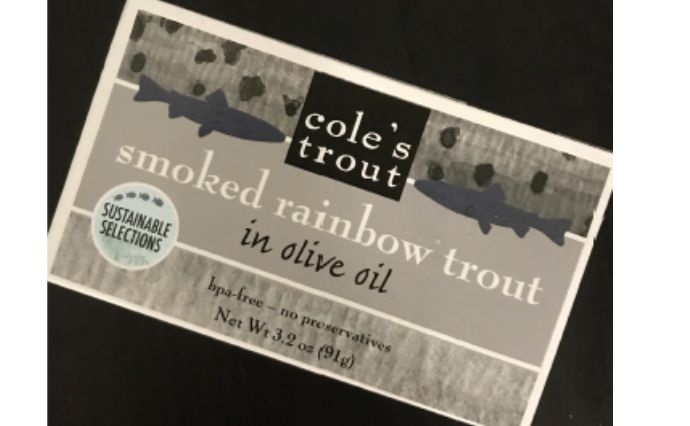 cole's
trout
smoked rainbow trout
in olive oil
SUSTAINABLE
SELECTIONS
bpa-free – no preservatives
Net Wt 3.2 oz (91g)